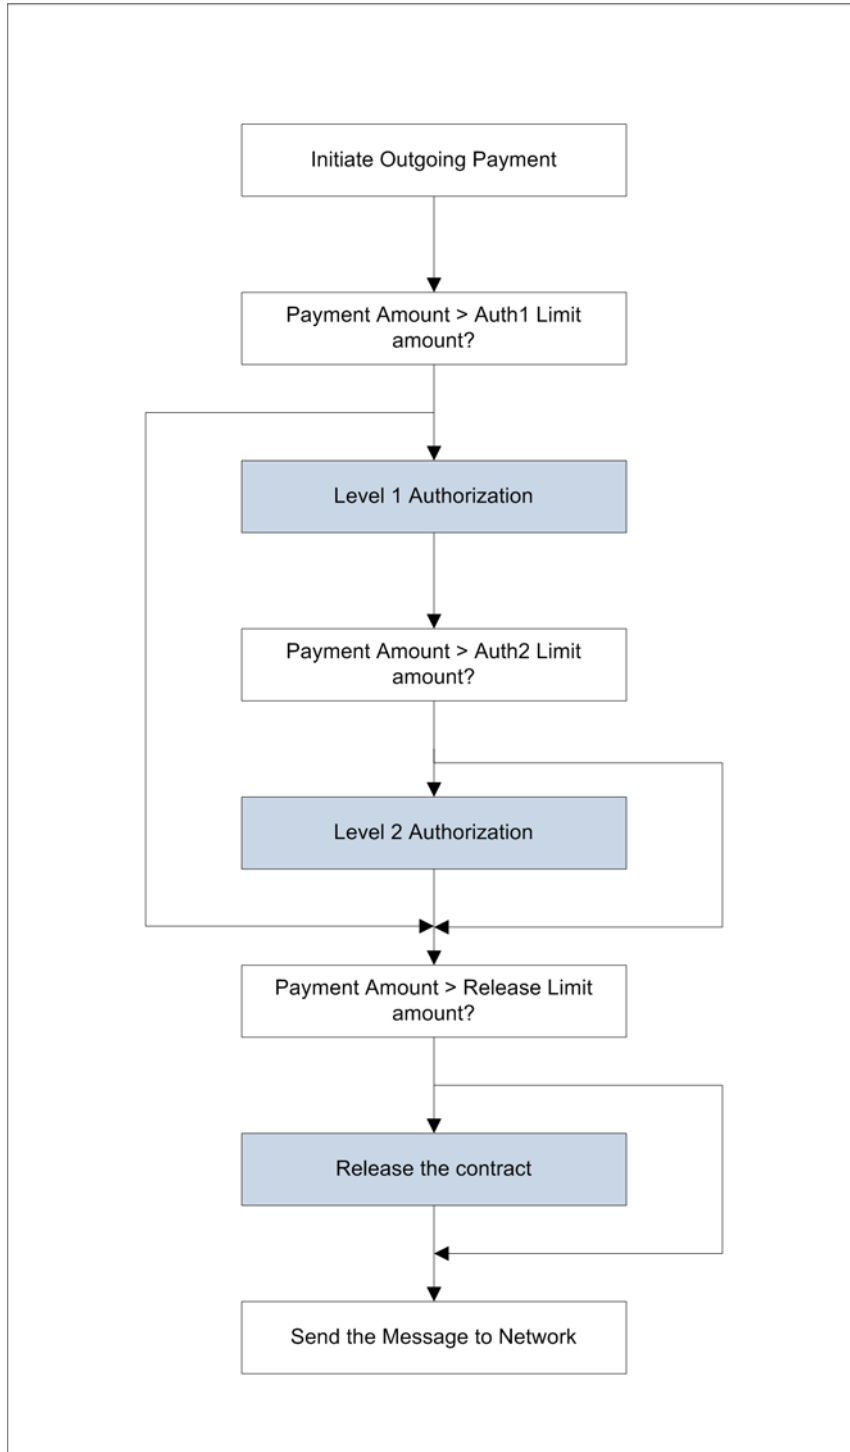 Initiate Outgoing Payment
Payment Amount > Auth1 Limit
amount?
Level 1 Authorization
Payment Amount > Auth2 Limit
amount?
Level 2 Authorization
Payment Amount > Release Limit
amount?
Release the contract
Send the Message to Network